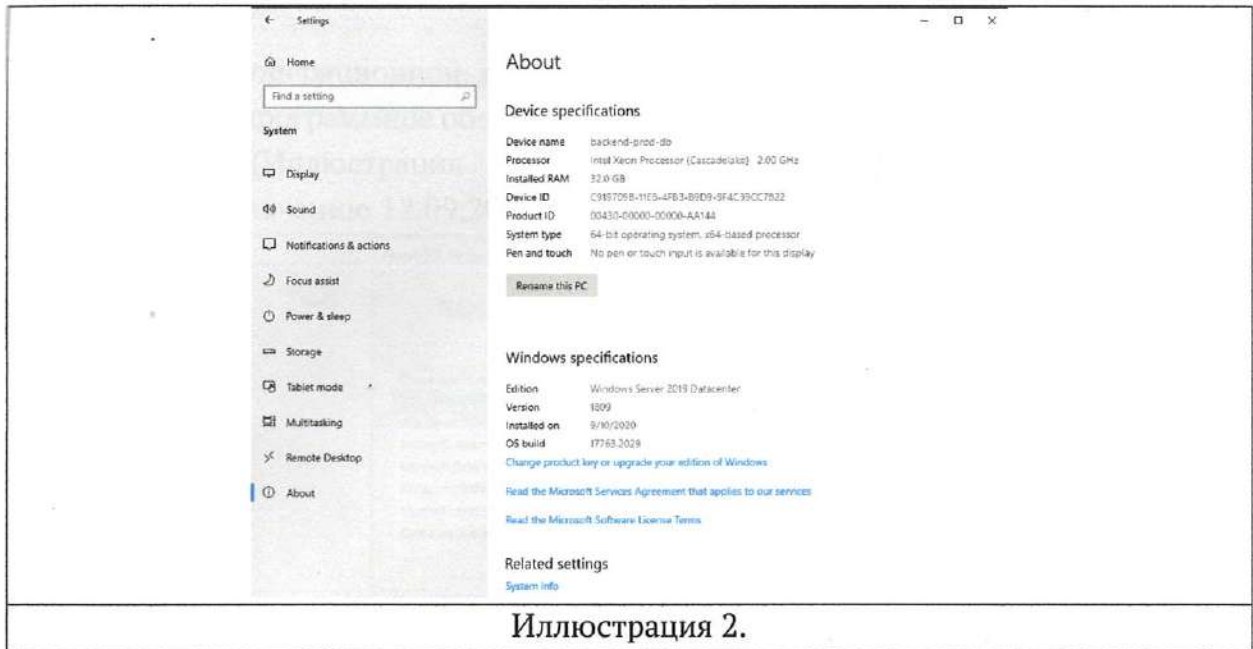 Settings
Home
Find a setting
System
Display
Sound
Notifications & actions
Focus assist
Power & sleep
Storage
Tablet mode
Multitasking
Remote Desktop
About
About
Device specifications
Device name backend-prod-db
Processor Intel Xeon Processor (Cascadelake) 2.00 GHz
Installed RAM 32.0 GB
Device ID
Product ID 00430-00000-00000-AA144
System type 64-bit operating system, x64-based processor
Pen and touch No pen or touch input is available for this display
Rename this PC
Windows specifications
Edition Windows Server 2019 Datacenter
Version 1809
Installed on 9/10/2020
OS build 17763.2029
Change product key or upgrade your edition of Windows
Read the Microsoft Services Agreement that applies to our services
Read the Microsoft Software License Terms
Related settings
System info
Иллюстрация 2.